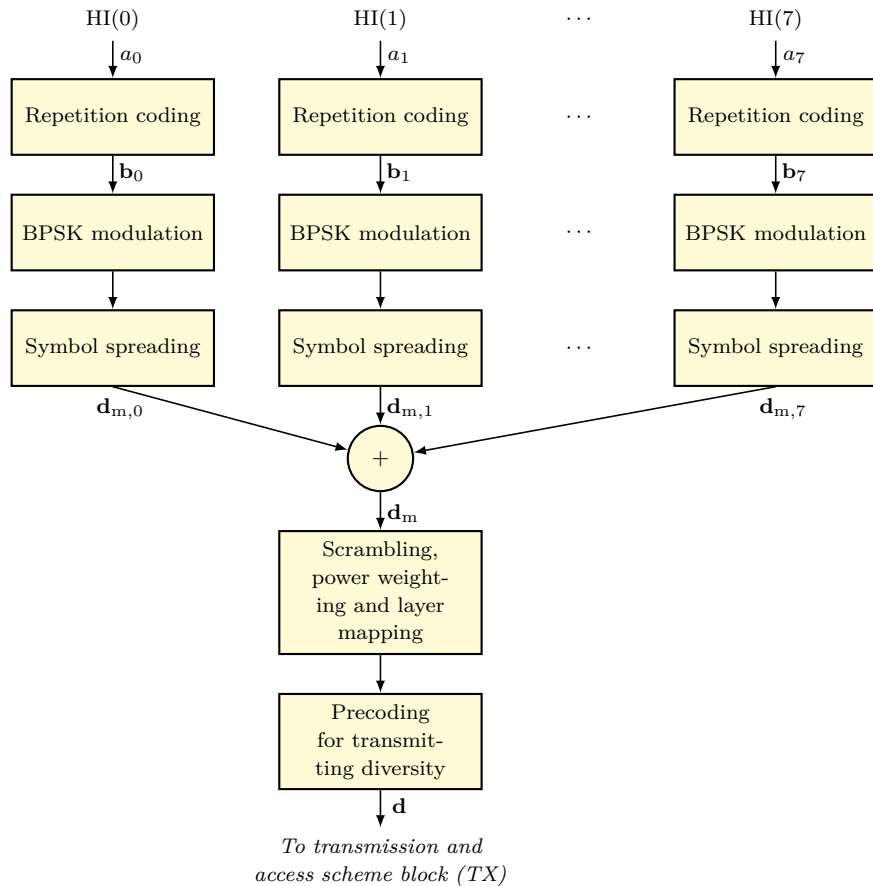 HI(0) HI(1) ··· HI(7)
a₀ a₁ a₇
Repetition coding Repetition coding ··· Repetition coding
b₀ b₁ b₇
BPSK modulation BPSK modulation ··· BPSK modulation
Symbol spreading Symbol spreading ··· Symbol spreading
dₘ,₀ dₘ,₁ dₘ,₇
+
dₘ
Scrambling,
power weight-
ing and layer
mapping
Precoding
for transmit-
ting diversity
d
To transmission and
access scheme block (TX)